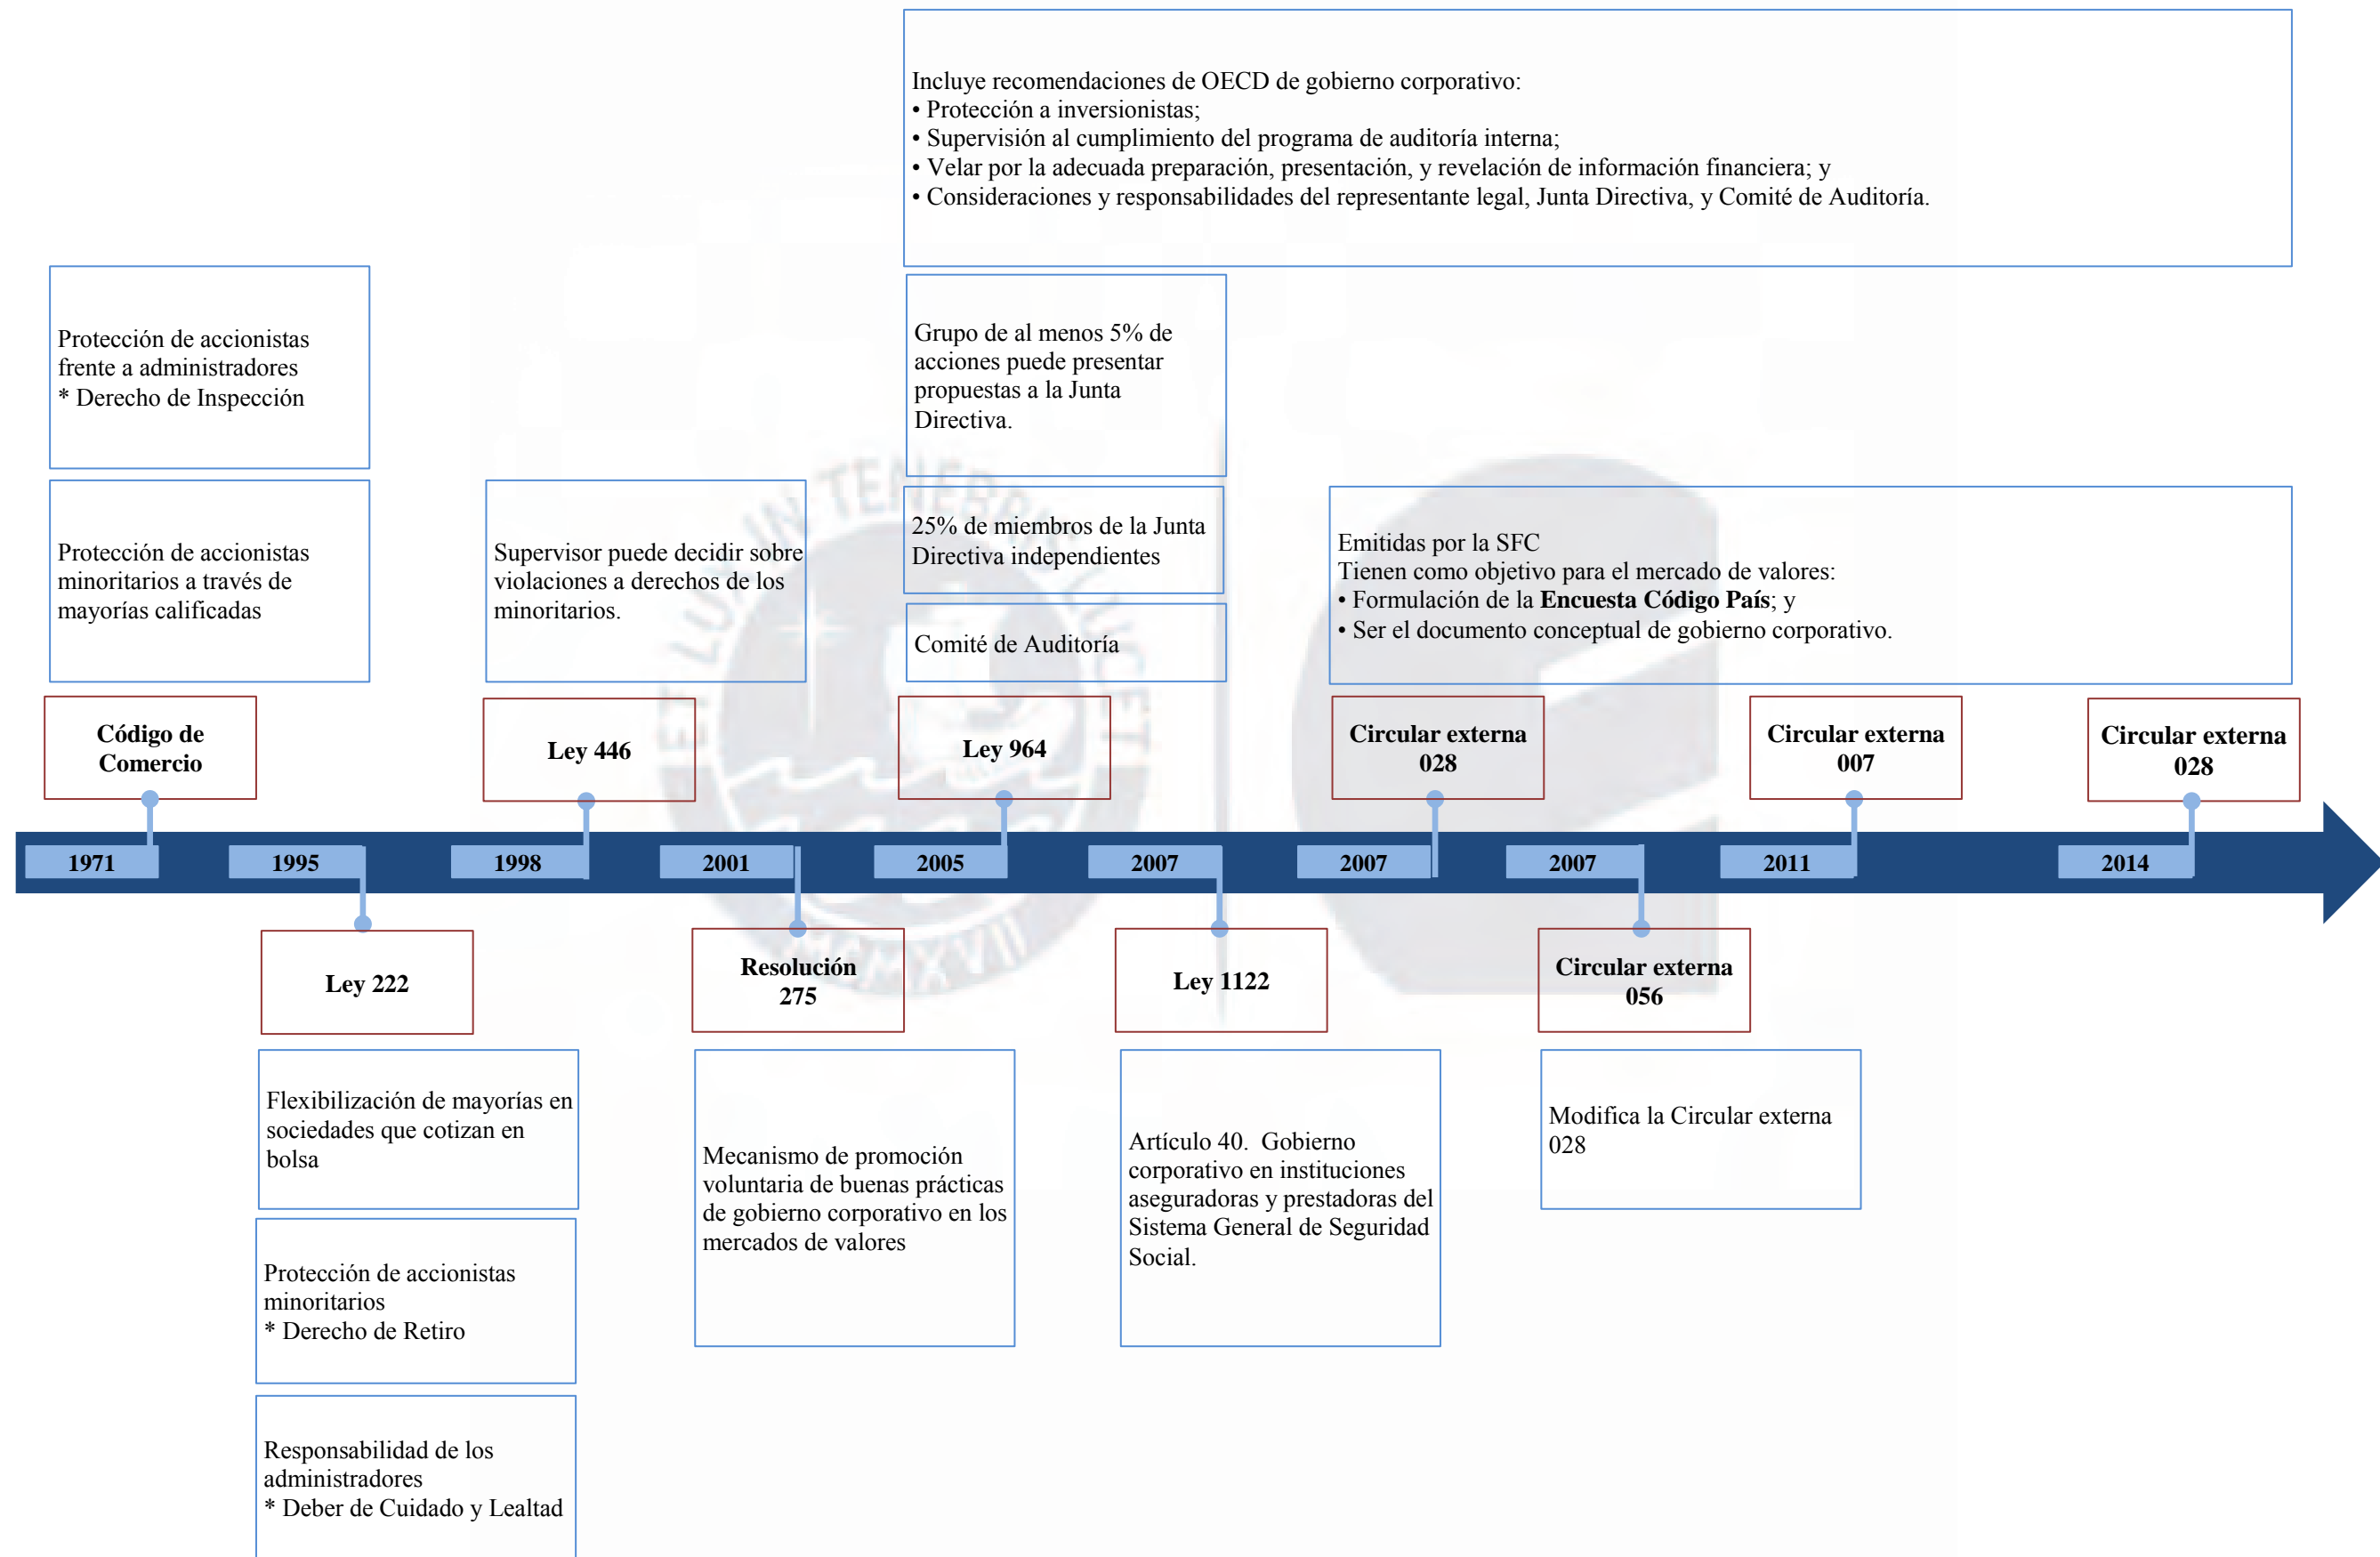 Incluye recomendaciones de OECD de gobierno corporativo:
• Protección a inversionistas;
• Supervisión al cumplimiento del programa de auditoría interna;
• Velar por la adecuada preparación, presentación, y revelación de información financiera; y
• Consideraciones y responsabilidades del representante legal, Junta Directiva, y Comité de Auditoría.
Protección de accionistas
frente a administradores
* Derecho de Inspección
Grupo de al menos 5% de
acciones puede presentar
propuestas a la Junta
Directiva.
Protección de accionistas
minoritarios a través de
mayorías calificadas
Supervisor puede decidir sobre
violaciones a derechos de los
minoritarios.
25% de miembros de la Junta
Directiva independientes
Comité de Auditoría
Emitidas por la SFC
Tienen como objetivo para el mercado de valores:
• Formulación de la Encuesta Código País; y
• Ser el documento conceptual de gobierno corporativo.
Código de
Comercio
Ley 446
Ley 964
Circular externa
028
Circular externa
007
Circular externa
028
1971
1995
1998
2001
2005
2007
2007
2007
2011
2014
Ley 222
Resolución
275
Ley 1122
Circular externa
056
Flexibilización de mayorías en
sociedades que cotizan en
bolsa
Protección de accionistas
minoritarios
* Derecho de Retiro
Responsabilidad de los
administradores
* Deber de Cuidado y Lealtad
Mecanismo de promoción
voluntaria de buenas prácticas
de gobierno corporativo en los
mercados de valores
Artículo 40.  Gobierno
corporativo en instituciones
aseguradoras y prestadoras del
Sistema General de Seguridad
Social.
Modifica la Circular externa
028
ET LUX IN TENEBRIS LUCET
MCMXVII